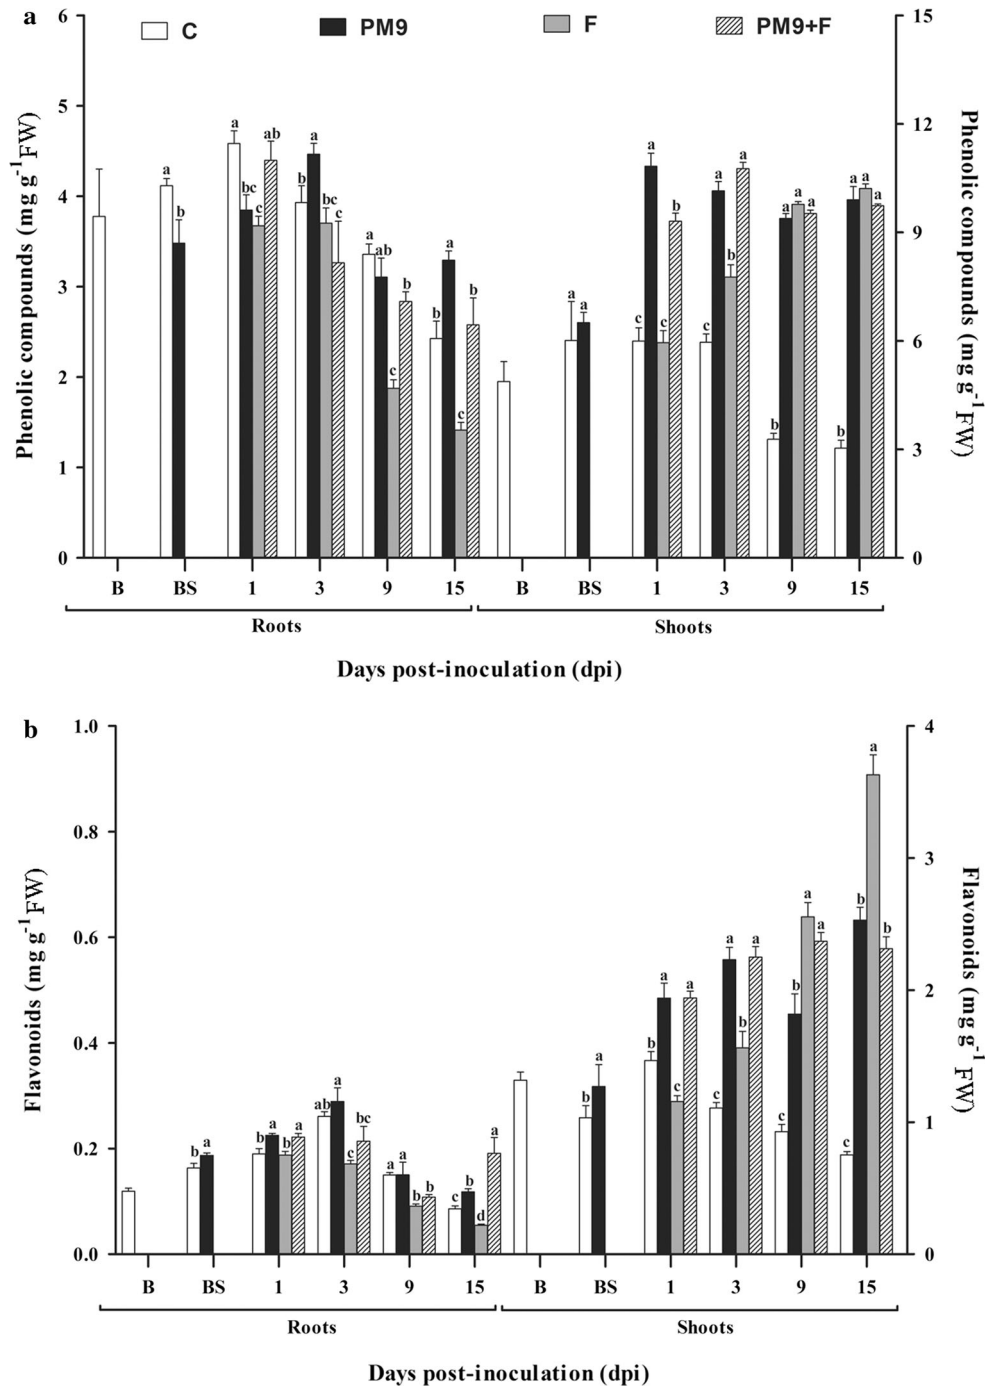 a
C PM9 F PM9+F
Phenolic compounds (mg g-1 FW)
Phenolic compounds (mg g-1 FW)
6
5
4
3
2
1
0
15
12
9
6
3
0
a b
a bc c ab
a bc
a ab c b
b a c b
a a
c a c b
c a b a
b a a a
b a a a
B BS 1 3 9 15 B BS 1 3 9 15
Roots Shoots
Days post-inoculation (dpi)
b
Flavonoids (mg g-1 FW)
Flavonoids (mg g-1 FW)
1.0
0.8
0.6
0.4
0.2
0.0
4
3
2
1
0
b a
b a b a
ab a c bc
a a b b
c b d a
b a
b a c a
c a b a
c b a a
c b a b
B BS 1 3 9 15 B BS 1 3 9 15
Roots Shoots
Days post-inoculation (dpi)